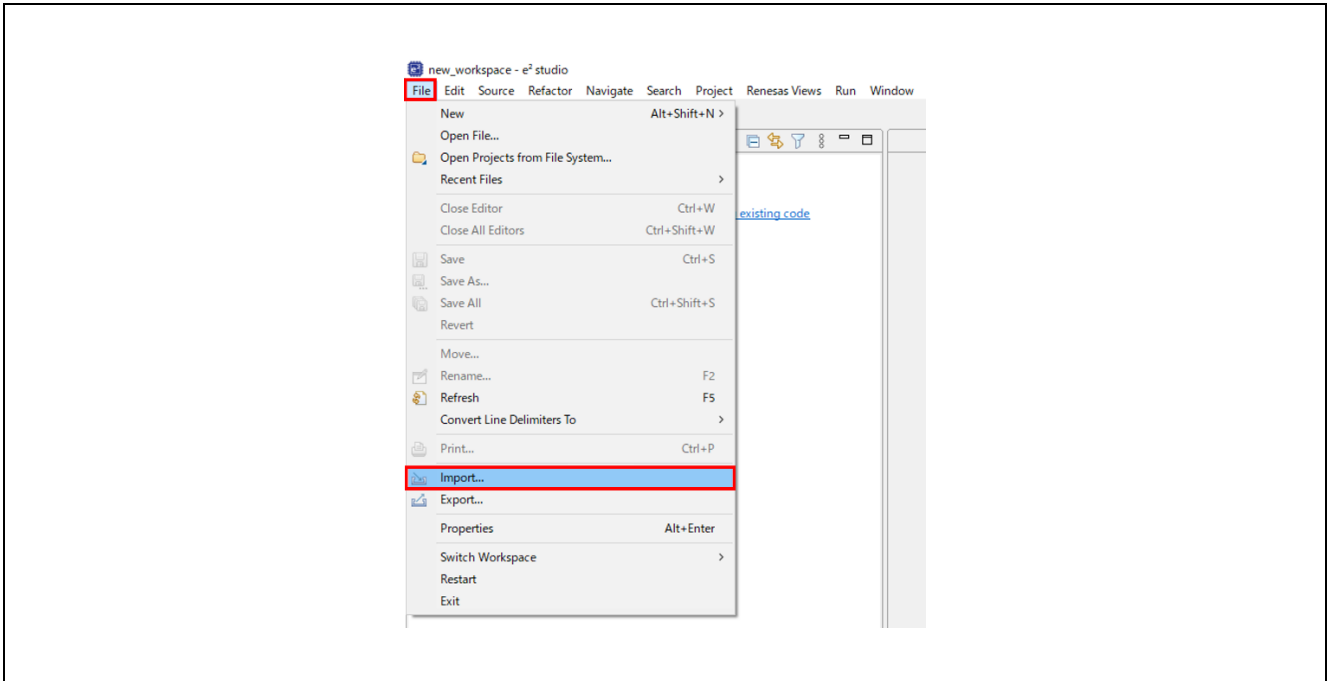 new_workspace - e² studio
File Edit Source Refactor Navigate Search Project Renesas Views Run Window
New Alt+Shift+N >
Open File...
Open Projects from File System...
Recent Files >
existing code
Close Editor Ctrl+W
Close All Editors Ctrl+Shift+W
Save Ctrl+S
Save As...
Save All Ctrl+Shift+S
Revert
Move...
Rename... F2
Refresh F5
Convert Line Delimiters To >
Print... Ctrl+P
Import...
Export...
Properties Alt+Enter
Switch Workspace >
Restart
Exit